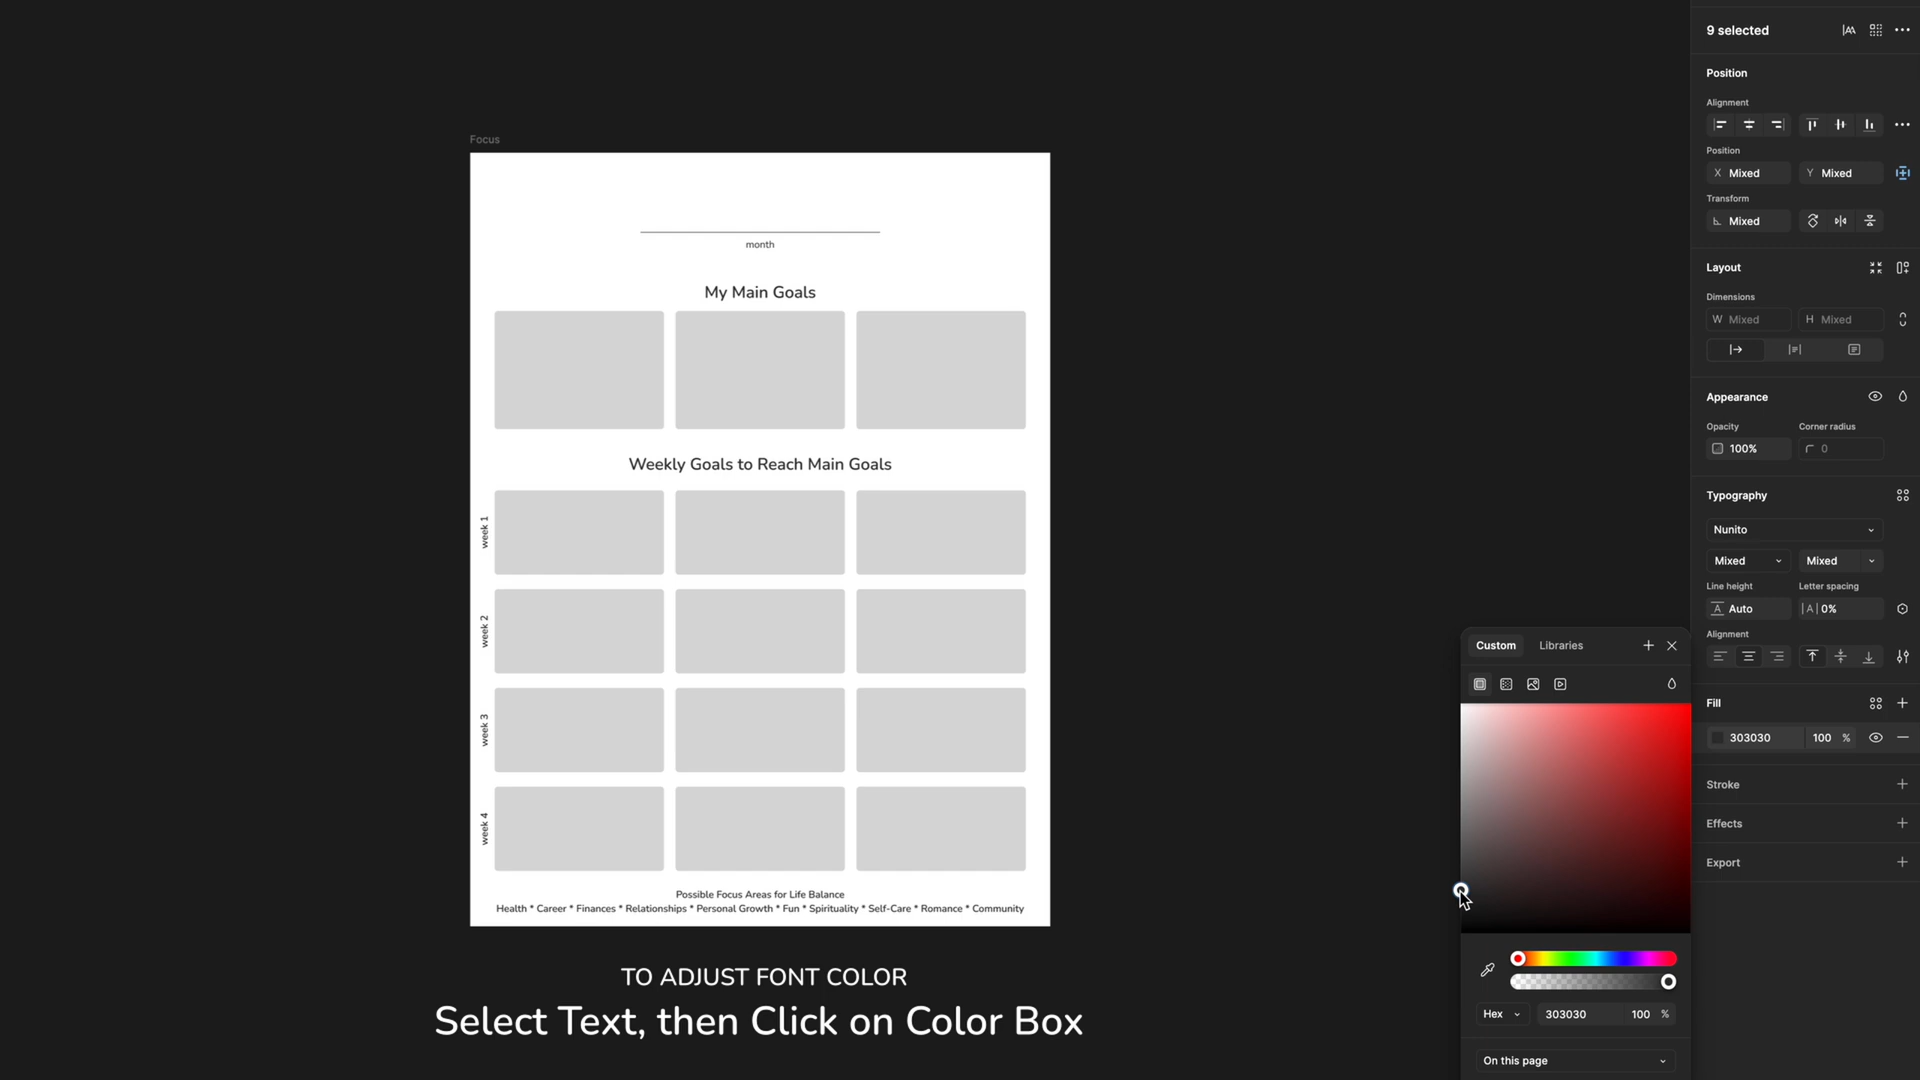 9 selected
Position
Alignment
Position
X Mixed
Y Mixed
Transform
Mixed
Layout
Dimensions
W Mixed
H Mixed
Appearance
Opacity
Corner radius
100%
0
Typography
Nunito
Mixed
Mixed
Line height
Letter spacing
A Auto
|A| 0%
Alignment
Fill
303030
100 %
Stroke
Effects
Export
Focus
month
My Main Goals
Weekly Goals to Reach Main Goals
week 1
week 2
week 3
week 4
Possible Focus Areas for Life Balance
Health * Career * Finances * Relationships * Personal Growth * Fun * Spirituality * Self-Care * Romance * Community
TO ADJUST FONT COLOR
Select Text, then Click on Color Box
Custom
Libraries
Hex
303030
100 %
On this page